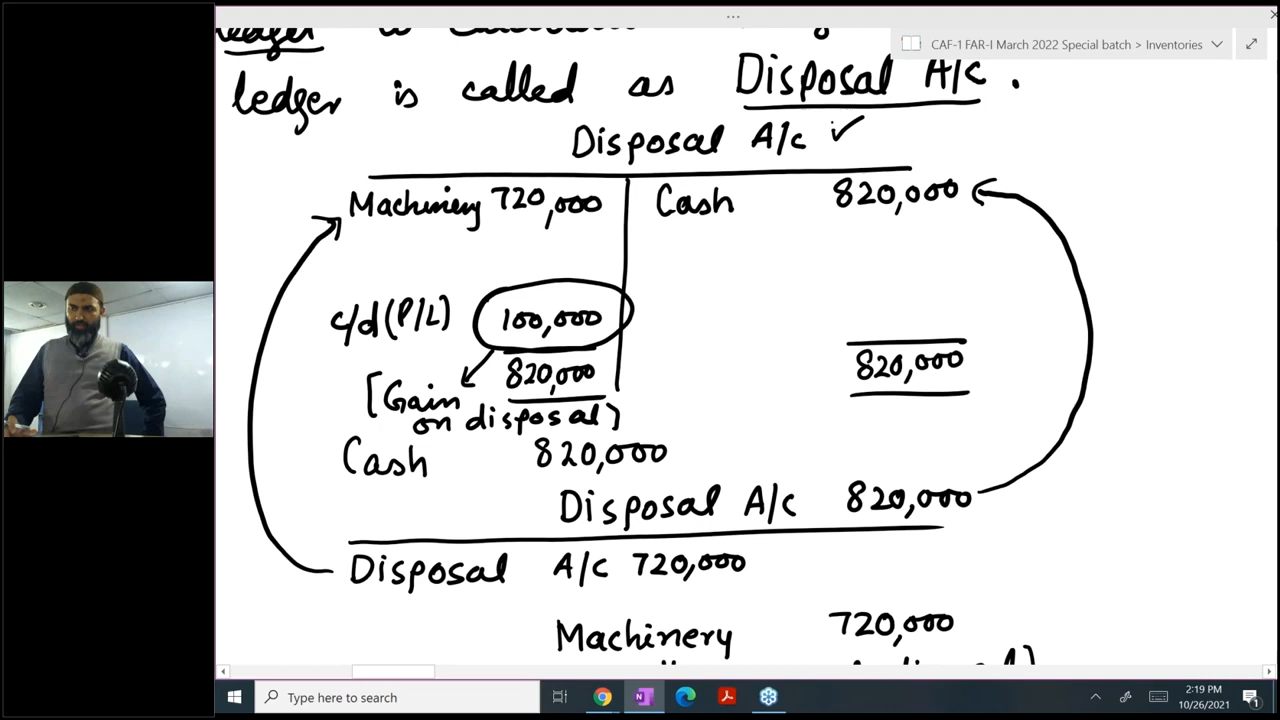 CAF-1 FAR-I March 2022 Special batch > Inventories
ledger is called as Disposal A/c.
Disposal A/c ✓
Machinery 720,000 Cash 820,000
c/d (P/L) 100,000
820,000 820,000
[Gain on disposal]
Cash 820,000
Disposal A/c 820,000
Disposal A/c 720,000
Machinery 720,000
Type here to search
2:19 PM
10/26/2021
1